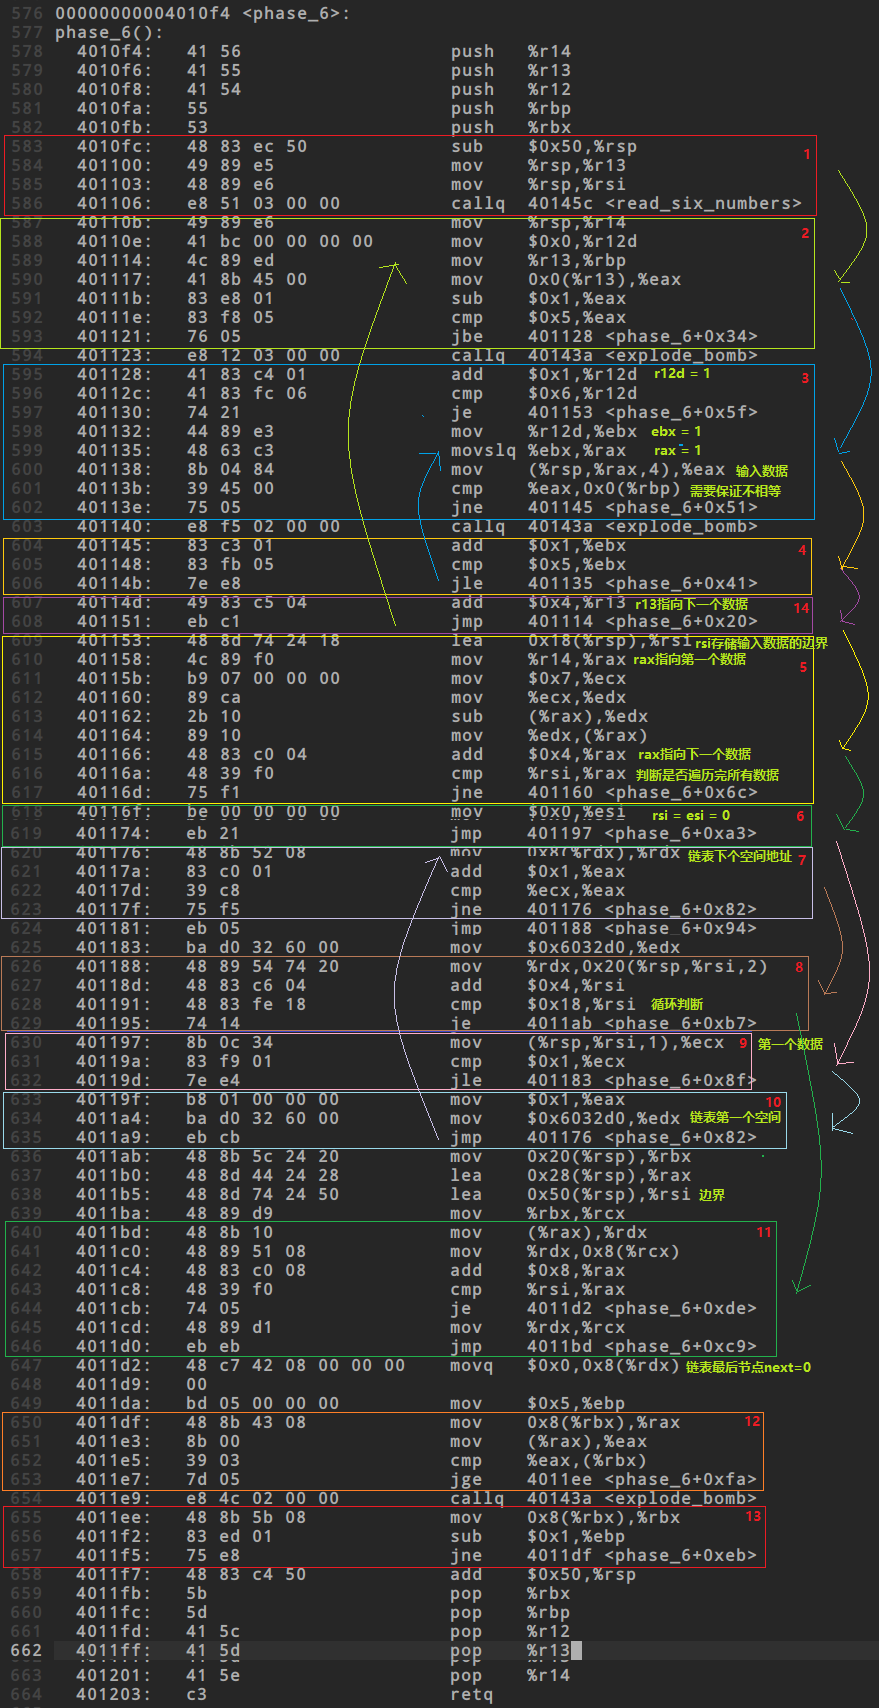 576 00000000004010f4 <phase_6>:
577 phase_6():
578 4010f4: 41 56 push %r14
579 4010f6: 41 55 push %r13
580 4010f8: 41 54 push %r12
581 4010fa: 55 push %rbp
582 4010fb: 53 push %rbx
583 4010fc: 48 83 ec 50 sub $0x50,%rsp
584 401100: 49 89 e5 mov %rsp,%r13 1
585 401103: 48 89 e6 mov %rsp,%rsi
586 401106: e8 51 03 00 00 callq 40145c <read_six_numbers>
587 40110b: 49 89 e6 mov %rsp,%r14
588 40110e: 41 bc 00 00 00 00 mov $0x0,%r12d 2
589 401114: 4c 89 ed mov %r13,%rbp
590 401117: 41 8b 45 00 mov 0x0(%r13),%eax
591 40111b: 83 e8 01 sub $0x1,%eax
592 40111e: 83 f8 05 cmp $0x5,%eax
593 401121: 76 05 jbe 401128 <phase_6+0x34>
594 401123: e8 12 03 00 00 callq 40143a <explode_bomb>
595 401128: 41 83 c4 01 add $0x1,%r12d r12d = 1 3
596 40112c: 41 83 fc 06 cmp $0x6,%r12d
597 401130: 74 21 je 401153 <phase_6+0x5f>
598 401132: 44 89 e3 mov %r12d,%ebx ebx = 1
599 401135: 48 63 c3 movslq %ebx,%rax rax = 1
600 401138: 8b 04 84 mov (%rsp,%rax,4),%eax 输入数据
601 40113b: 39 45 00 cmp %eax,0x0(%rbp) 需要保证不相等
602 40113e: 75 05 jne 401145 <phase_6+0x51>
603 401140: e8 f5 02 00 00 callq 40143a <explode_bomb>
604 401145: 83 c3 01 add $0x1,%ebx 4
605 401148: 83 fb 05 cmp $0x5,%ebx
606 40114b: 7e e8 jle 401135 <phase_6+0x41>
607 40114d: 49 83 c5 04 add $0x4,%r13 r13指向下一个数据 14
608 401151: eb c1 jmp 401114 <phase_6+0x20>
609 401153: 48 8d 74 24 18 lea 0x18(%rsp),%rsi rsi存储输入数据的边界
610 401158: 4c 89 f0 mov %r14,%rax rax指向第一个数据 5
611 40115b: b9 07 00 00 00 mov $0x7,%ecx
612 401160: 89 ca mov %ecx,%edx
613 401162: 2b 10 sub (%rax),%edx
614 401164: 89 10 mov %edx,(%rax)
615 401166: 48 83 c0 04 add $0x4,%rax rax指向下一个数据
616 40116a: 48 39 f0 cmp %rsi,%rax 判断是否遍历完所有数据
617 40116d: 75 f1 jne 401160 <phase_6+0x6c>
618 40116f: be 00 00 00 00 mov $0x0,%esi rsi = esi = 0 6
619 401174: eb 21 jmp 401197 <phase_6+0xa3>
620 401176: 48 8b 52 08 mov 0x8(%rdx),%rdx 链表下个空间地址 7
621 40117a: 83 c0 01 add $0x1,%eax
622 40117d: 39 c8 cmp %ecx,%eax
623 40117f: 75 f5 jne 401176 <phase_6+0x82>
624 401181: eb 05 jmp 401188 <phase_6+0x94>
625 401183: ba d0 32 60 00 mov $0x6032d0,%edx
626 401188: 48 89 54 74 20 mov %rdx,0x20(%rsp,%rsi,2) 8
627 40118d: 48 83 c6 04 add $0x4,%rsi
628 401191: 48 83 fe 18 cmp $0x18,%rsi 循环判断
629 401195: 74 14 je 4011ab <phase_6+0xb7>
630 401197: 8b 0c 34 mov (%rsp,%rsi,1),%ecx 9 第一个数据
631 40119a: 83 f9 01 cmp $0x1,%ecx
632 40119d: 7e e4 jle 401183 <phase_6+0x8f>
633 40119f: b8 01 00 00 00 mov $0x1,%eax 10
634 4011a4: ba d0 32 60 00 mov $0x6032d0,%edx 链表第一个空间
635 4011a9: eb cb jmp 401176 <phase_6+0x82>
636 4011ab: 48 8b 5c 24 20 mov 0x20(%rsp),%rbx
637 4011b0: 48 8d 44 24 28 lea 0x28(%rsp),%rax
638 4011b5: 48 8d 74 24 50 lea 0x50(%rsp),%rsi 边界
639 4011ba: 48 89 d9 mov %rbx,%rcx
640 4011bd: 48 8b 10 mov (%rax),%rdx 11
641 4011c0: 48 89 51 08 mov %rdx,0x8(%rcx)
642 4011c4: 48 83 c0 08 add $0x8,%rax
643 4011c8: 48 39 f0 cmp %rsi,%rax
644 4011cb: 74 05 je 4011d2 <phase_6+0xde>
645 4011cd: 48 89 d1 mov %rdx,%rcx
646 4011d0: eb eb jmp 4011bd <phase_6+0xc9>
647 4011d2: 48 c7 42 08 00 00 00 movq $0x0,0x8(%rdx) 链表最后节点next=0
648 4011d9: 00
649 4011da: bd 05 00 00 00 mov $0x5,%ebp
650 4011df: 48 8b 43 08 mov 0x8(%rbx),%rax 12
651 4011e3: 8b 00 mov (%rax),%eax
652 4011e5: 39 03 cmp %eax,(%rbx)
653 4011e7: 7d 05 jge 4011ee <phase_6+0xfa>
654 4011e9: e8 4c 02 00 00 callq 40143a <explode_bomb>
655 4011ee: 48 8b 5b 08 mov 0x8(%rbx),%rbx 13
656 4011f2: 83 ed 01 sub $0x1,%ebp
657 4011f5: 75 e8 jne 4011df <phase_6+0xeb>
658 4011f7: 48 83 c4 50 add $0x50,%rsp
659 4011fb: 5b pop %rbx
660 4011fc: 5d pop %rbp
661 4011fd: 41 5c pop %r12
662 4011ff: 41 5d pop %r13
663 401201: 41 5e pop %r14
664 401203: c3 retq